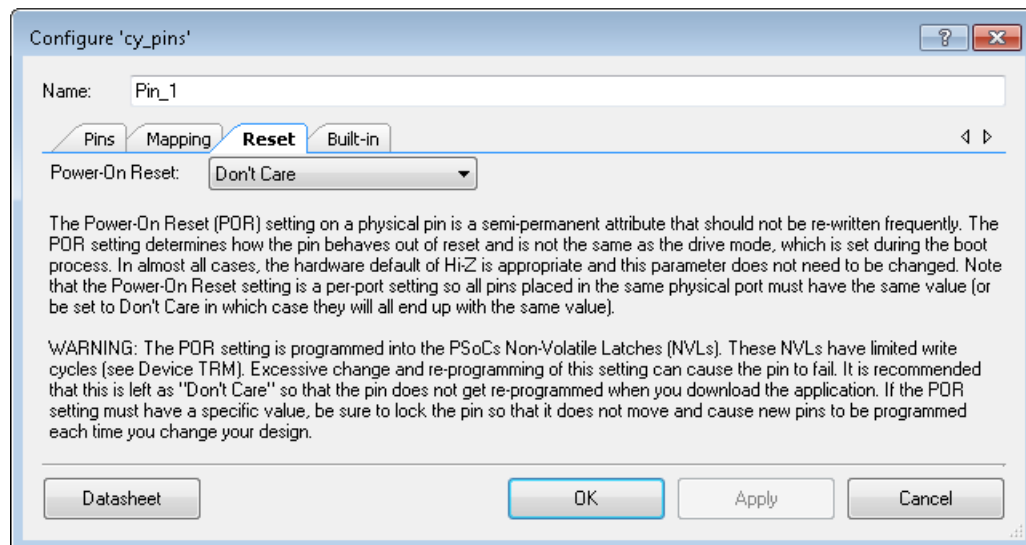 Configure 'cy_pins'
Name: Pin_1
Pins Mapping Reset Built-in
Power-On Reset: Don't Care
The Power-On Reset (POR) setting on a physical pin is a semi-permanent attribute that should not be re-written frequently. The
POR setting determines how the pin behaves out of reset and is not the same as the drive mode, which is set during the boot
process. In almost all cases, the hardware default of Hi-Z is appropriate and this parameter does not need to be changed. Note
that the Power-On Reset setting is a per-port setting so all pins placed in the same physical port must have the same value (or
be set to Don't Care in which case they will all end up with the same value).
WARNING: The POR setting is programmed into the PSoCs Non-Volatile Latches (NVLs). These NVLs have limited write
cycles (see Device TRM). Excessive change and re-programming of this setting can cause the pin to fail. It is recommended
that this is left as "Don't Care" so that the pin does not get re-programmed when you download the application. If the POR
setting must have a specific value, be sure to lock the pin so that it does not move and cause new pins to be programmed
each time you change your design.
Datasheet OK Apply Cancel